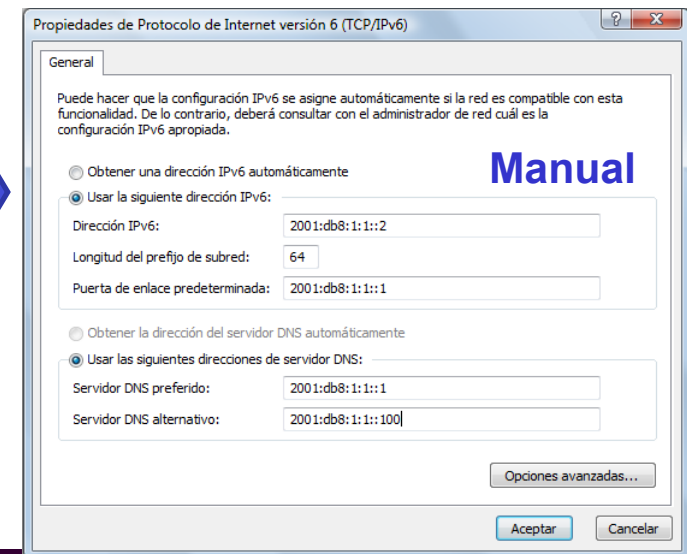 Propiedades de Protocolo de Internet versión 6 (TCP/IPv6)
General
Puede hacer que la configuración IPv6 se asigne automáticamente si la red es compatible con esta
funcionalidad. De lo contrario, deberá consultar con el administrador de red cuál es la
configuración IPv6 apropiada.
Obtener una dirección IPv6 automáticamente
Manual
Usar la siguiente dirección IPv6:
Dirección IPv6: 2001:db8:1:1::2
Longitud del prefijo de subred: 64
Puerta de enlace predeterminada: 2001:db8:1:1::1
Obtener la dirección del servidor DNS automáticamente
Usar las siguientes direcciones de servidor DNS:
Servidor DNS preferido: 2001:db8:1:1::1
Servidor DNS alternativo: 2001:db8:1:1::100
Opciones avanzadas...
Aceptar Cancelar